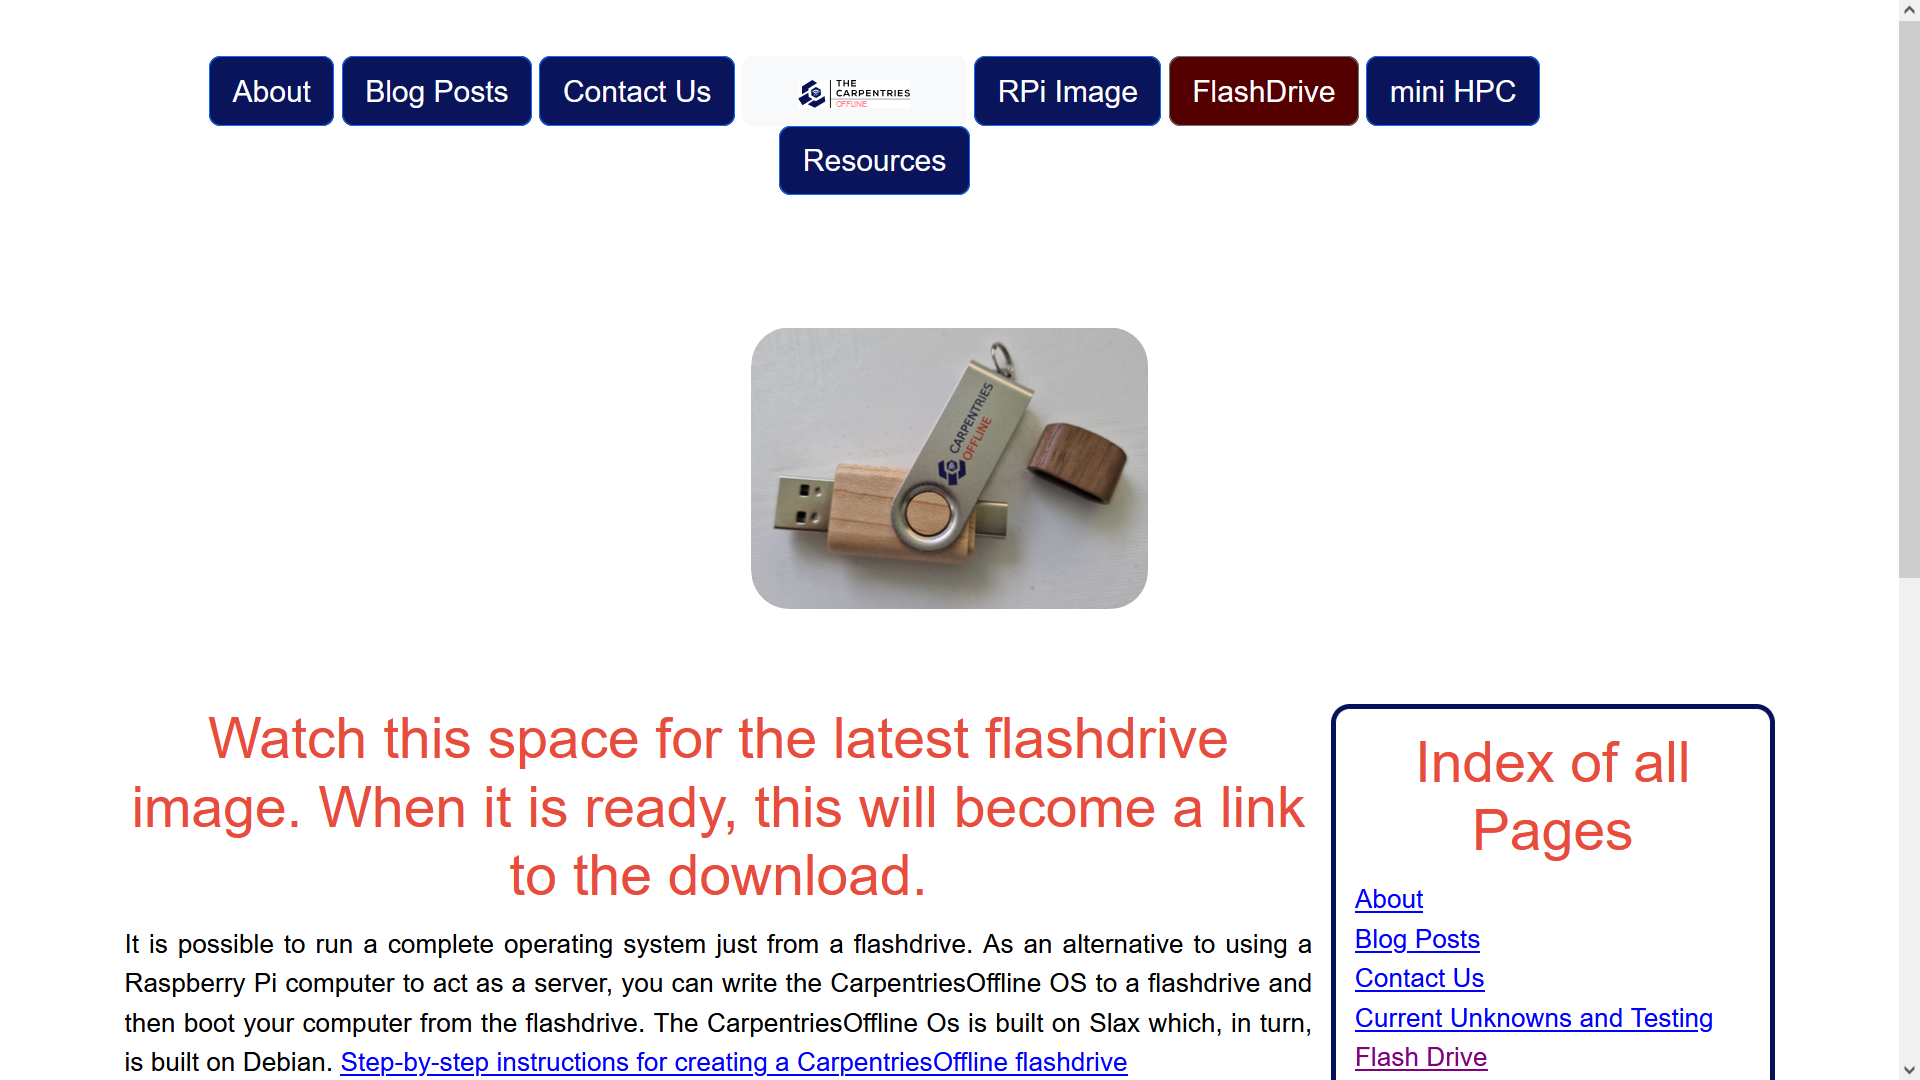 About Blog Posts Contact Us THE CARPENTRIES OFFLINE RPi Image FlashDrive mini HPC
Resources
CARPENTRIES
OFFLINE
Watch this space for the latest flashdrive
image. When it is ready, this will become a link
to the download.
It is possible to run a complete operating system just from a flashdrive. As an alternative to using a
Raspberry Pi computer to act as a server, you can write the CarpentriesOffline OS to a flashdrive and
then boot your computer from the flashdrive. The CarpentriesOffline Os is built on Slax which, in turn,
is built on Debian. Step-by-step instructions for creating a CarpentriesOffline flashdrive
Index of all
Pages
About
Blog Posts
Contact Us
Current Unknowns and Testing
Flash Drive